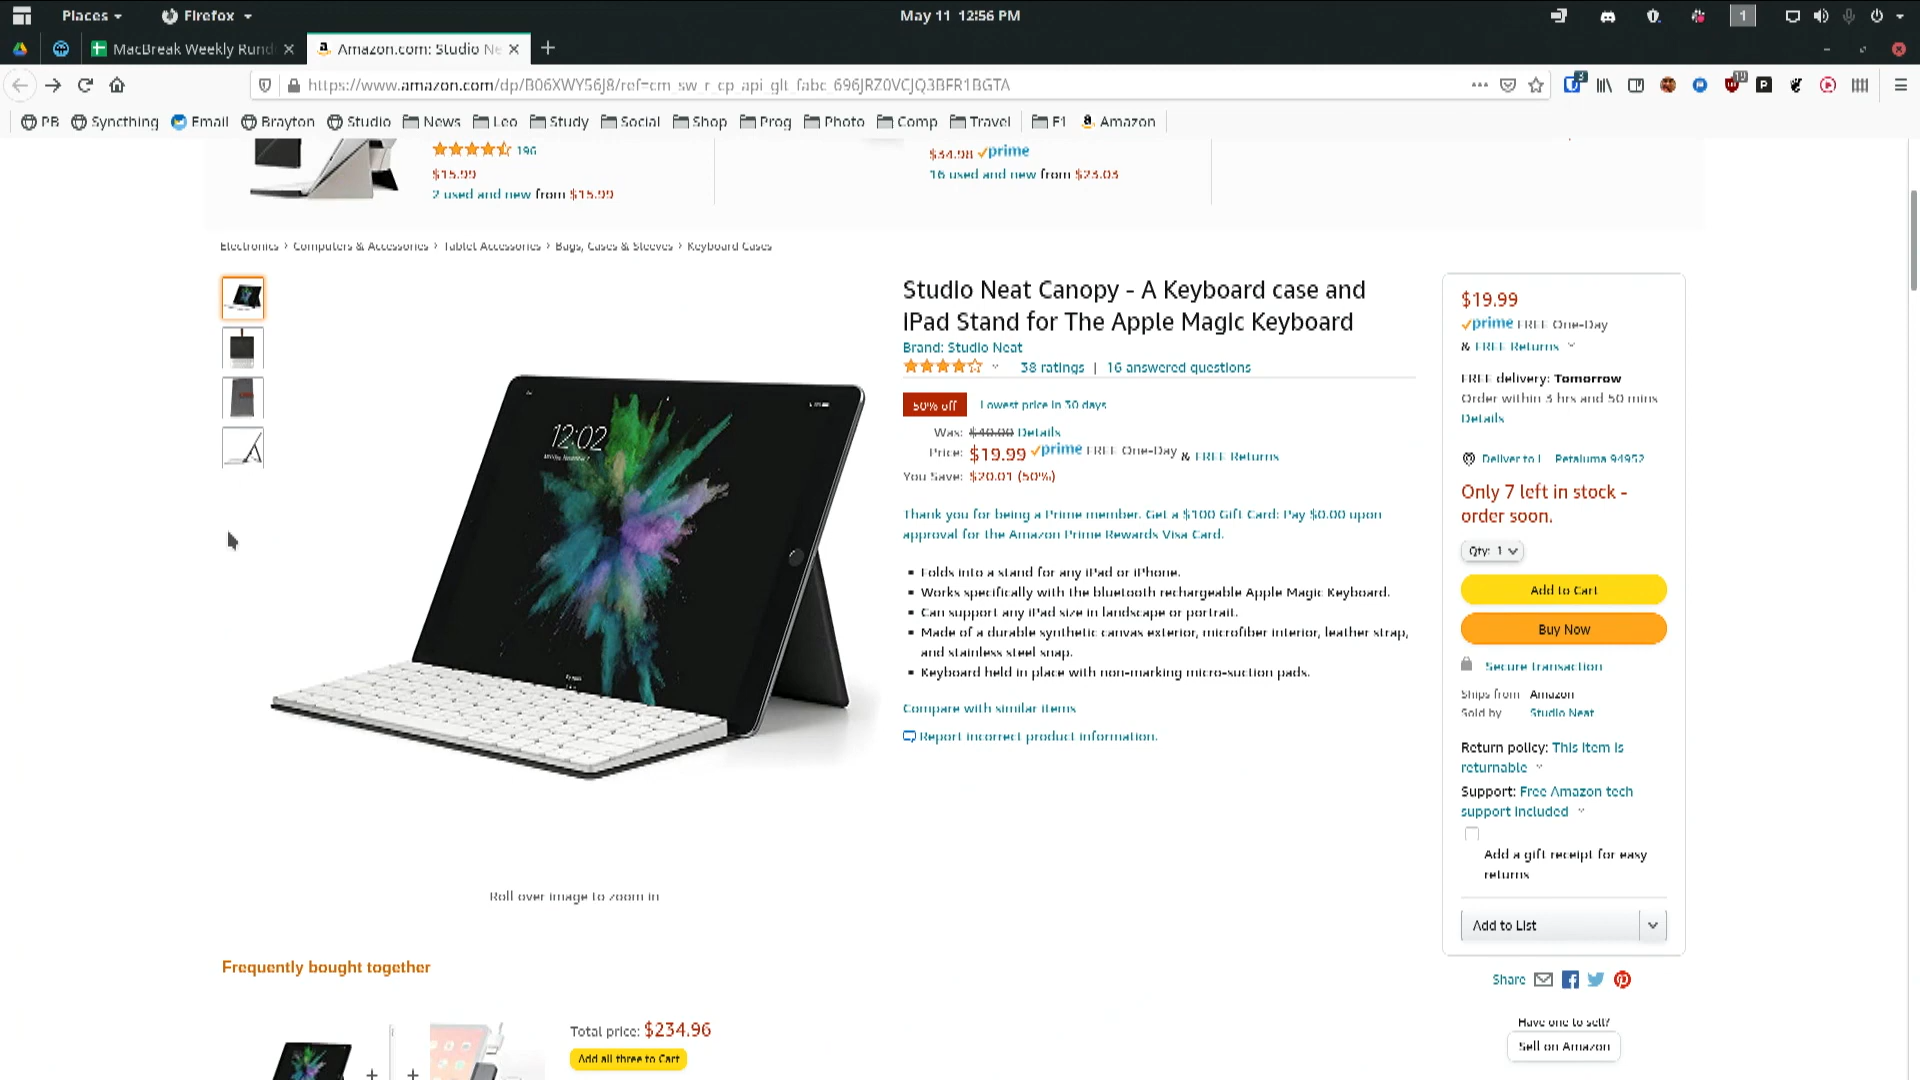 Places
Firefox
May 11 12:56 PM
1
MacBreak Weekly Rund
Amazon.com: Studio Ne
https://www.amazon.com/dp/B06XWY56J8/ref=cm_sw_r_cp_api_glt_fabc_696JRZ0VCJQ3BFR1BGTA
3
10
PB
Syncthing
Email
Brayton
Studio
News
Leo
Study
Social
Shop
Prog
Photo
Comp
Travel
F1
Amazon
196
$15.99
2 used and new from $15.99
$34.98 prime
16 used and new from $23.03
Electronics › Computers & Accessories › Tablet Accessories › Bags, Cases & Sleeves › Keyboard Cases
12:02
Studio Neat Canopy - A Keyboard case and
iPad Stand for The Apple Magic Keyboard
Brand: Studio Neat
38 ratings | 16 answered questions
50% off
Lowest price in 30 days
Was: $40.00 Details
Price: $19.99 prime FREE One-Day & FREE Returns
You Save: $20.01 (50%)
Thank you for being a Prime member. Get a $100 Gift Card: Pay $0.00 upon
approval for the Amazon Prime Rewards Visa Card.
Folds into a stand for any iPad or iPhone.
Works specifically with the bluetooth rechargeable Apple Magic Keyboard.
Can support any iPad size in landscape or portrait.
Made of a durable synthetic canvas exterior, microfiber interior, leather strap,
and stainless steel snap.
Keyboard held in place with non-marking micro-suction pads.
Compare with similar items
Report incorrect product information.
$19.99
prime FREE One-Day
& FREE Returns
FREE delivery: Tomorrow
Order within 3 hrs and 50 mins
Details
Deliver to l Petaluma 94952
Only 7 left in stock -
order soon.
Qty: 1
Add to Cart
Buy Now
Secure transaction
Ships from Amazon
Sold by Studio Neat
Return policy: This item is
returnable
Support: Free Amazon tech
support included
Add a gift receipt for easy
returns
Add to List
Share
Have one to sell?
Sell on Amazon
Roll over image to zoom in
Frequently bought together
Total price: $234.96
Add all three to Cart
+
+